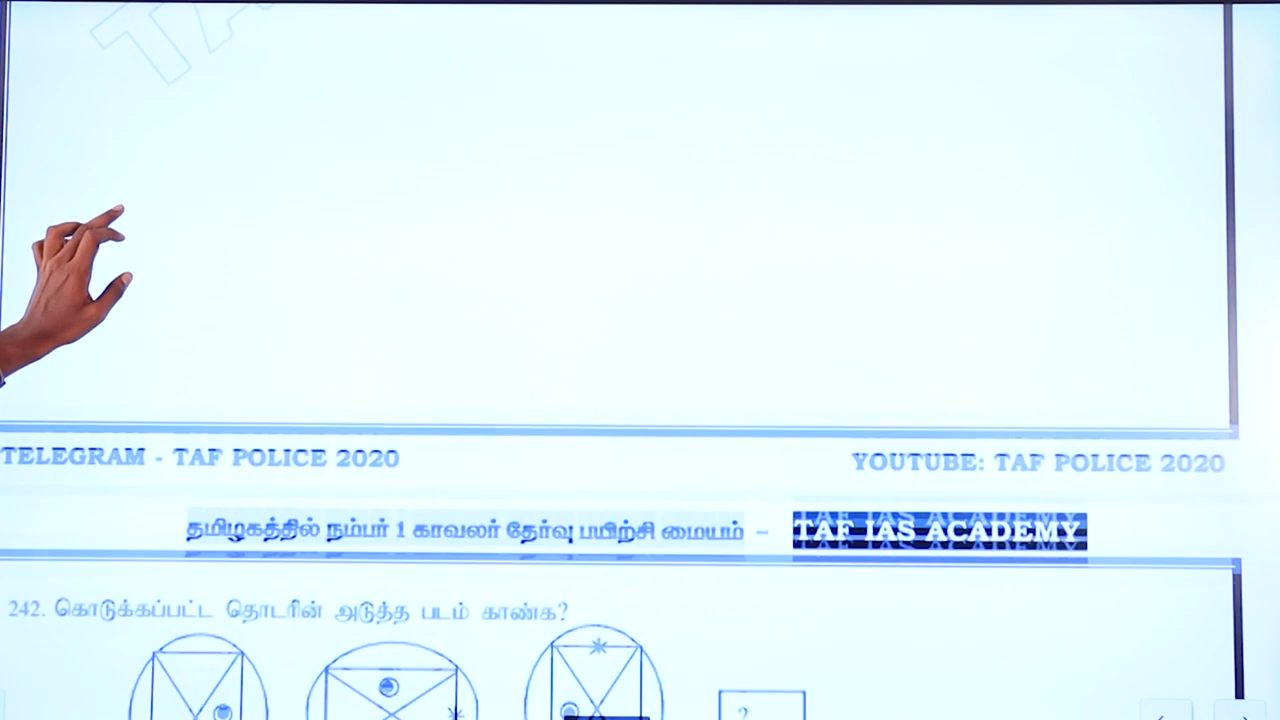 TA
TELEGRAM - TAF POLICE 2020
YOUTUBE: TAF POLICE 2020
தமிழகத்தில் நம்பர் 1 காவலர் தேர்வு பயிற்சி மையம் – TAF IAS ACADEMY
242. கொடுக்கப்பட்ட தொடரின் அடுத்த படம் காண்க?
?